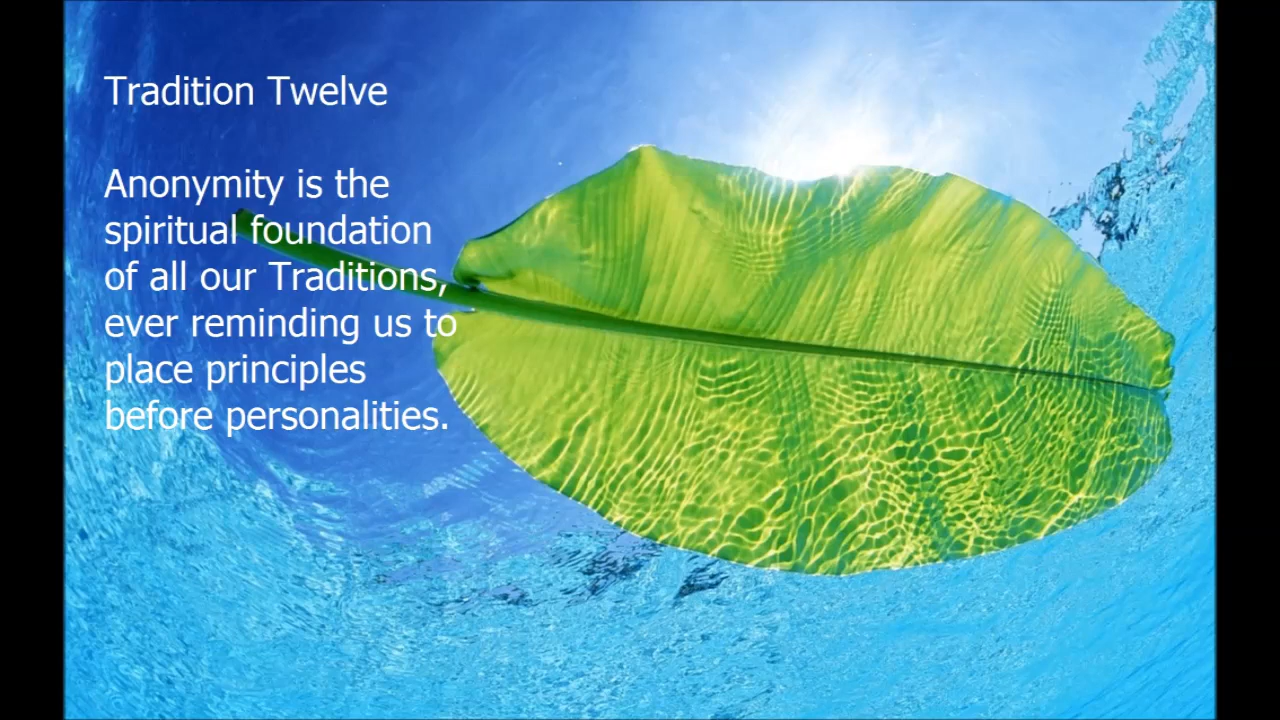 Tradition Twelve
Anonymity is the
spiritual foundation
of all our Traditions,
ever reminding us to
place principles
before personalities.